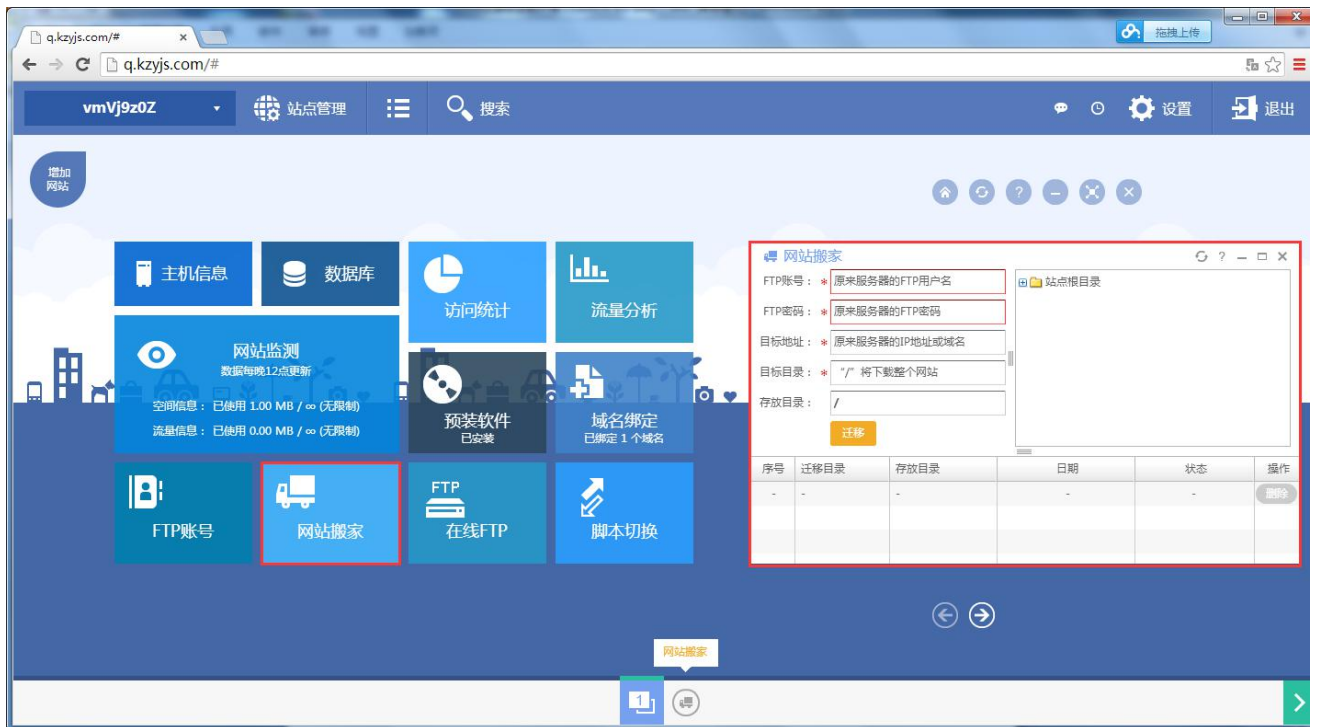 q.kzyjs.com/#
拖拽上传
q.kzyjs.com/#
vmVj9z0Z
站点管理
搜索
设置
退出
增加
网站
主机信息
数据库
访问统计
流量分析
网站监测
数据每晚12点更新
空间信息： 已使用 1.00 MB / ∞ (无限制)
流量信息： 已使用 0.00 MB / ∞ (无限制)
预装软件
已安装
域名绑定
已绑定 1 个域名
FTP账号
网站搬家
FTP
在线FTP
脚本切换
网站搬家
FTP账号： * 原来服务器的FTP用户名
FTP密码： * 原来服务器的FTP密码
目标地址： * 原来服务器的IP地址或域名
目标目录： * "/" 将下载整个网站
存放目录： /
迁移
站点根目录
序号 迁移目录 存放目录 日期 状态 操作
- - - - - 删除
网站搬家
1